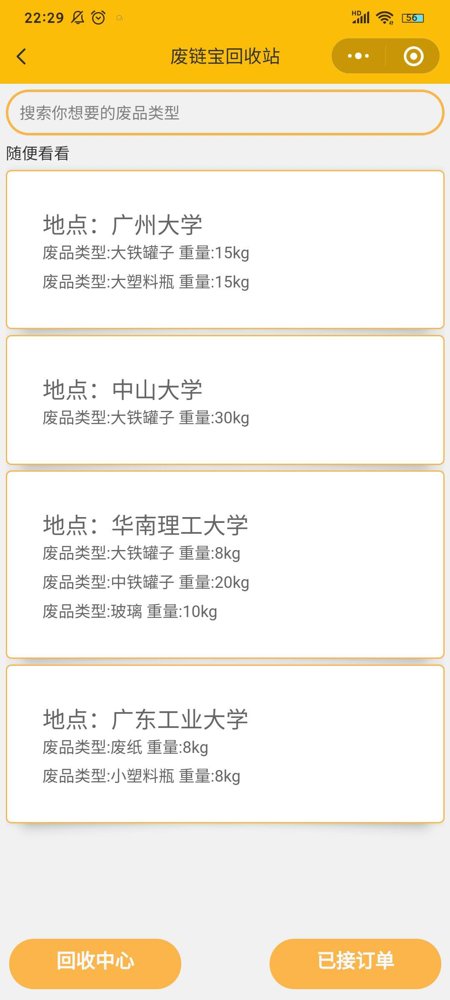 22:29 HD 56
废链宝回收站
搜索你想要的废品类型
随便看看
地点：广州大学
废品类型:大铁罐子 重量:15kg
废品类型:大塑料瓶 重量:15kg
地点：中山大学
废品类型:大铁罐子 重量:30kg
地点：华南理工大学
废品类型:大铁罐子 重量:8kg
废品类型:中铁罐子 重量:20kg
废品类型:玻璃 重量:10kg
地点：广东工业大学
废品类型:废纸 重量:8kg
废品类型:小塑料瓶 重量:8kg
回收中心 已接订单